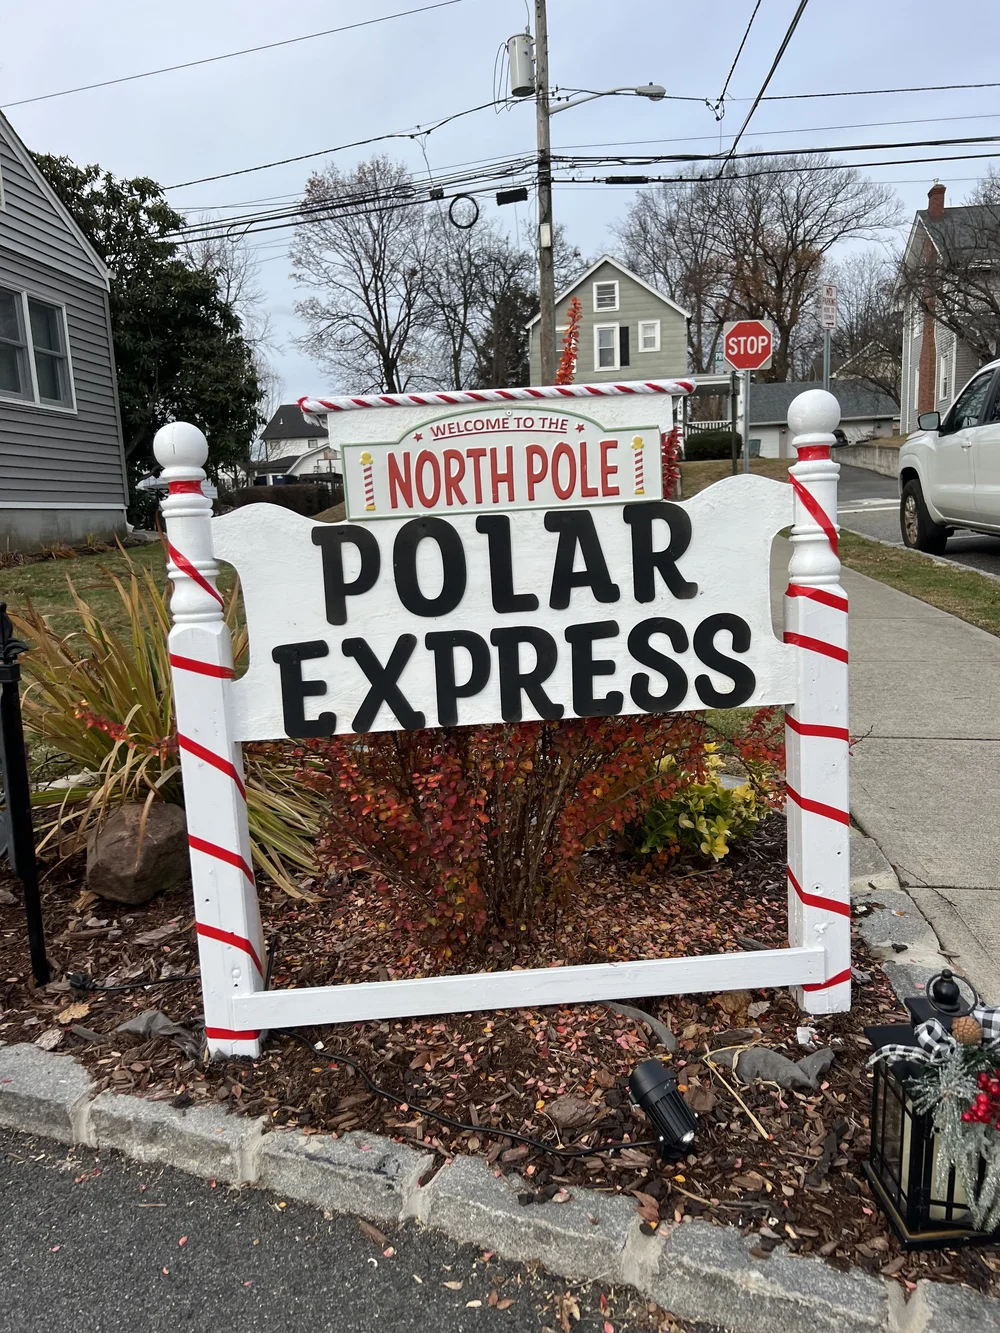 WELCOME TO THE
NORTH POLE
POLAR
EXPRESS
STOP